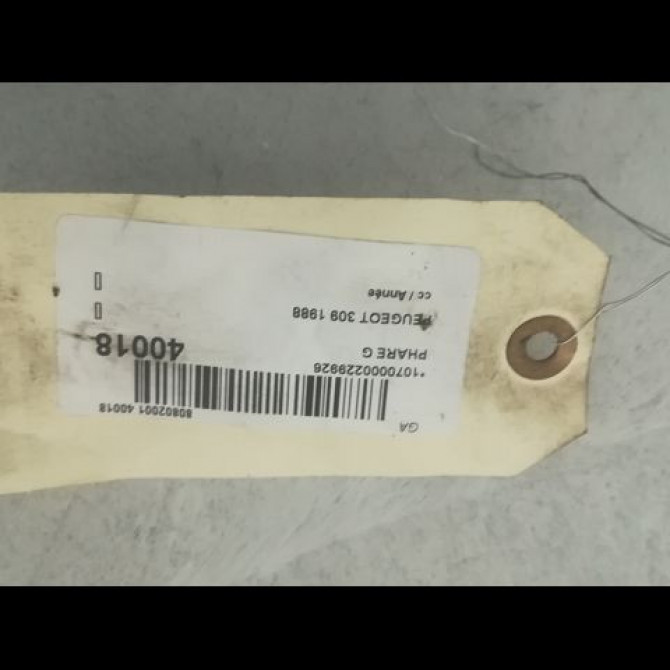 GA
80802001 40018
*1070000229926
PHARE G
40018
PEUGEOT 309 1988
cc / Année